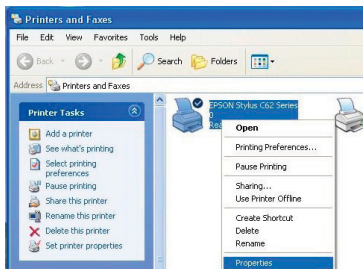 Printers and Faxes
File Edit View Favorites Tools Help
Back Search Folders
Address Printers and Faxes
Printer Tasks
Add a printer
See what's printing
Select printing
preferences
Pause printing
Share this printer
Rename this printer
Delete this printer
Set printer properties
EPSON Stylus C62 Series
0
Open
Printing Preferences...
Pause Printing
Sharing...
Use Printer Offline
Create Shortcut
Delete
Rename
Properties